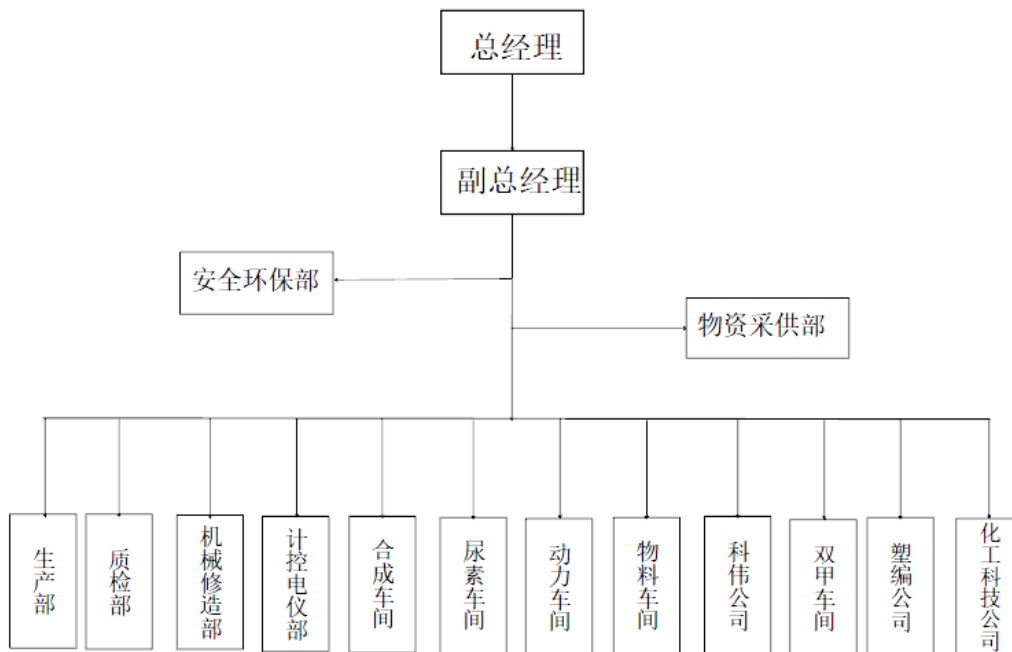 总经理
副总经理
安全环保部
物资采供部
生产部
质检部
机械修造部
计控电仪部
合成车间
尿素车间
动力车间
物料车间
科伟公司
双甲车间
塑编公司
化工科技公司